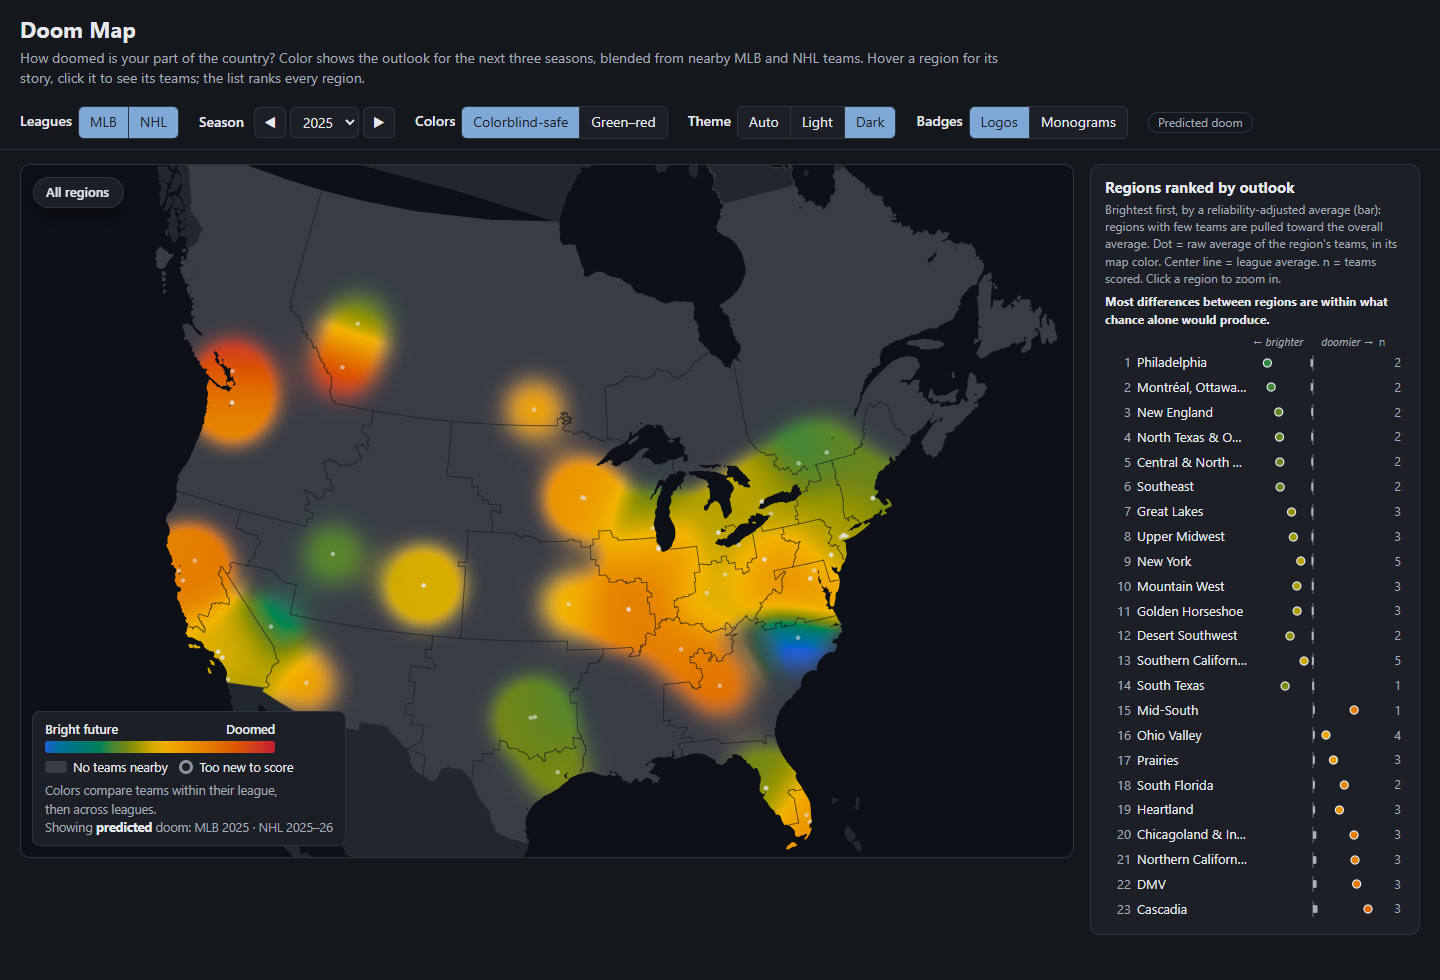 Doom Map
How doomed is your part of the country? Color shows the outlook for the next three seasons, blended from nearby MLB and NHL teams. Hover a region for its
story, click it to see its teams; the list ranks every region.
Leagues MLB NHL Season ◀ 2025 ▶ Colors Colorblind-safe Green–red Theme Auto Light Dark Badges Logos Monograms Predicted doom
All regions
Bright future Doomed
No teams nearby Too new to score
Colors compare teams within their league,
then across leagues.
Showing predicted doom: MLB 2025 · NHL 2025–26
Regions ranked by outlook
Brightest first, by a reliability-adjusted average (bar):
regions with few teams are pulled toward the overall
average. Dot = raw average of the region's teams, in its
map color. Center line = league average. n = teams
scored. Click a region to zoom in.
Most differences between regions are within what
chance alone would produce.
← brighter doomier → n
1 Philadelphia 2
2 Montréal, Ottawa... 2
3 New England 2
4 North Texas & O... 2
5 Central & North ... 2
6 Southeast 2
7 Great Lakes 3
8 Upper Midwest 3
9 New York 5
10 Mountain West 3
11 Golden Horseshoe 3
12 Desert Southwest 2
13 Southern Californ... 5
14 South Texas 1
15 Mid-South 1
16 Ohio Valley 4
17 Prairies 3
18 South Florida 2
19 Heartland 3
20 Chicagoland & In... 3
21 Northern Californ... 3
22 DMV 3
23 Cascadia 3